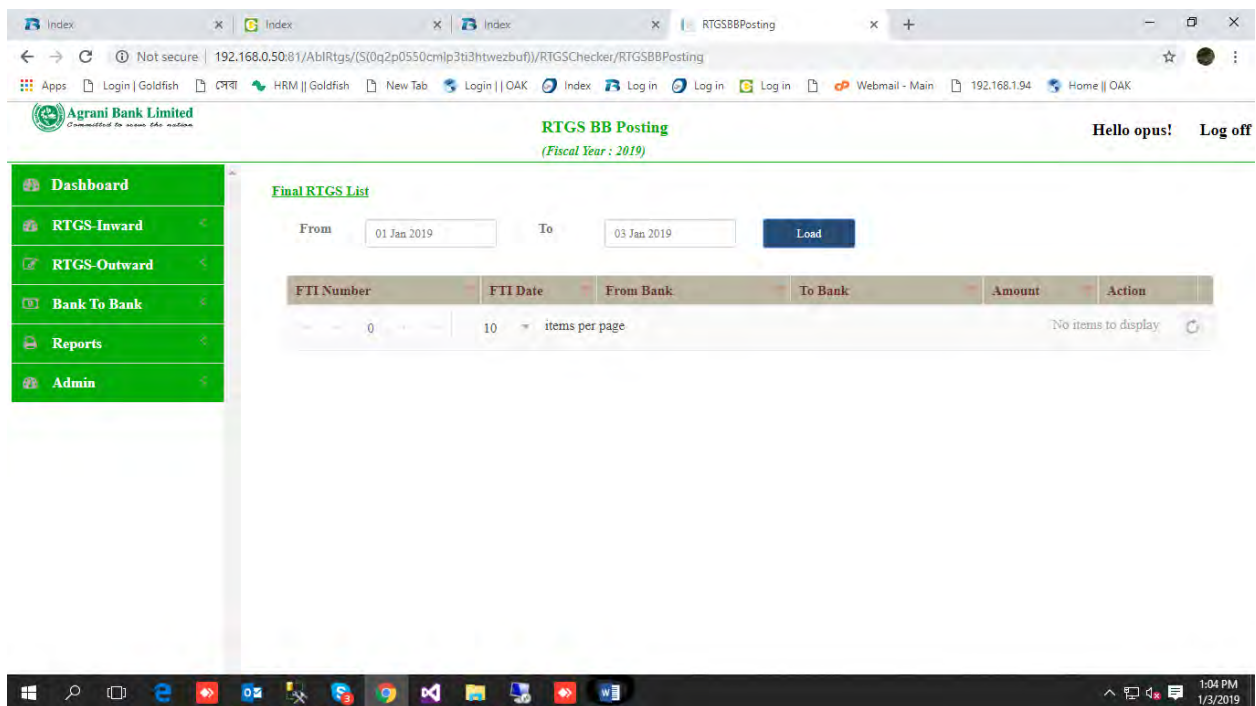 Index
Index
Index
RTGSBBPosting
Not secure | 192.168.0.50:81/AblRtgs/(S(0q2p0550cmlp3ti3htwezbuf))/RTGSChecker/RTGSBBPosting
Apps Login | Goldfish সেবা HRM || Goldfish New Tab Login || OAK Index Log in Log in Log in Webmail - Main 192.168.1.94 Home || OAK
Agrani Bank Limited
Committed to serve the nation
RTGS BB Posting
(Fiscal Year : 2019)
Hello opus! Log off
Dashboard
RTGS-Inward
RTGS-Outward
Bank To Bank
Reports
Admin
Final RTGS List
From 01 Jan 2019 To 03 Jan 2019 Load
FTI Number FTI Date From Bank To Bank Amount Action
0 10 items per page No items to display
1:04 PM
1/3/2019